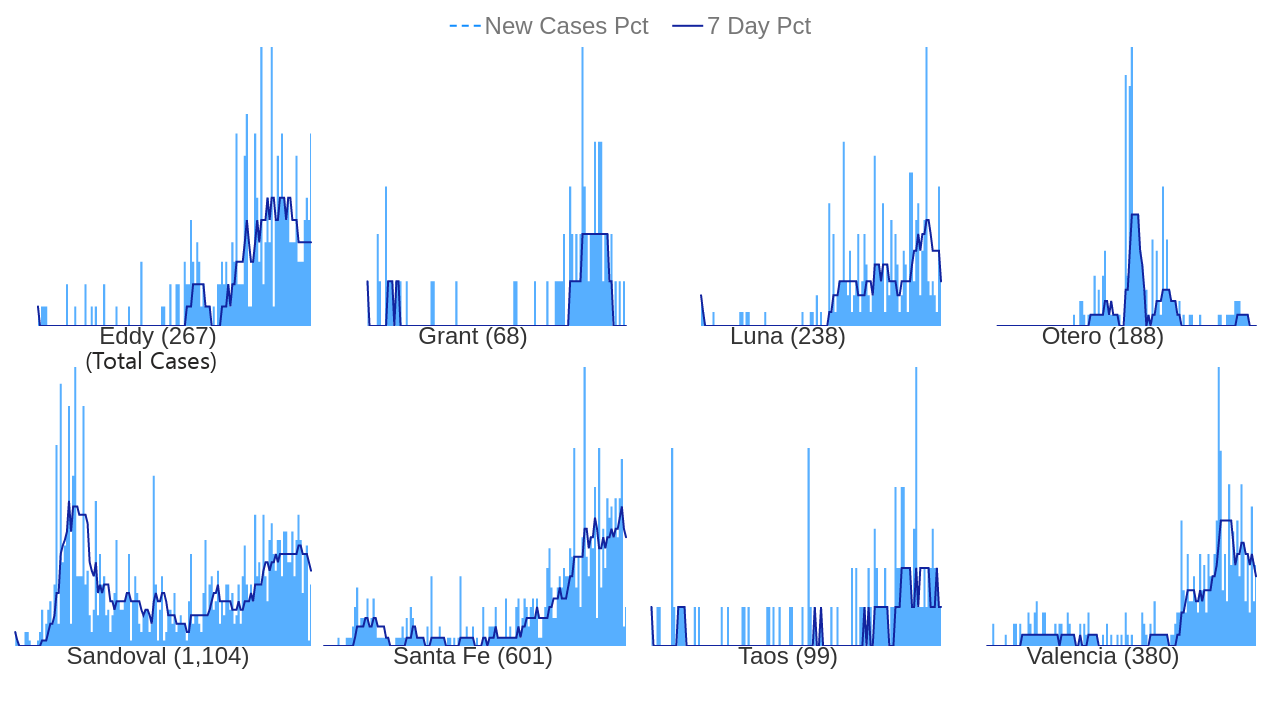 New Cases Pct 7 Day Pct
Eddy (267) Grant (68) Luna (238) Otero (188)
(Total Cases)
Sandoval (1,104) Santa Fe (601) Taos (99) Valencia (380)